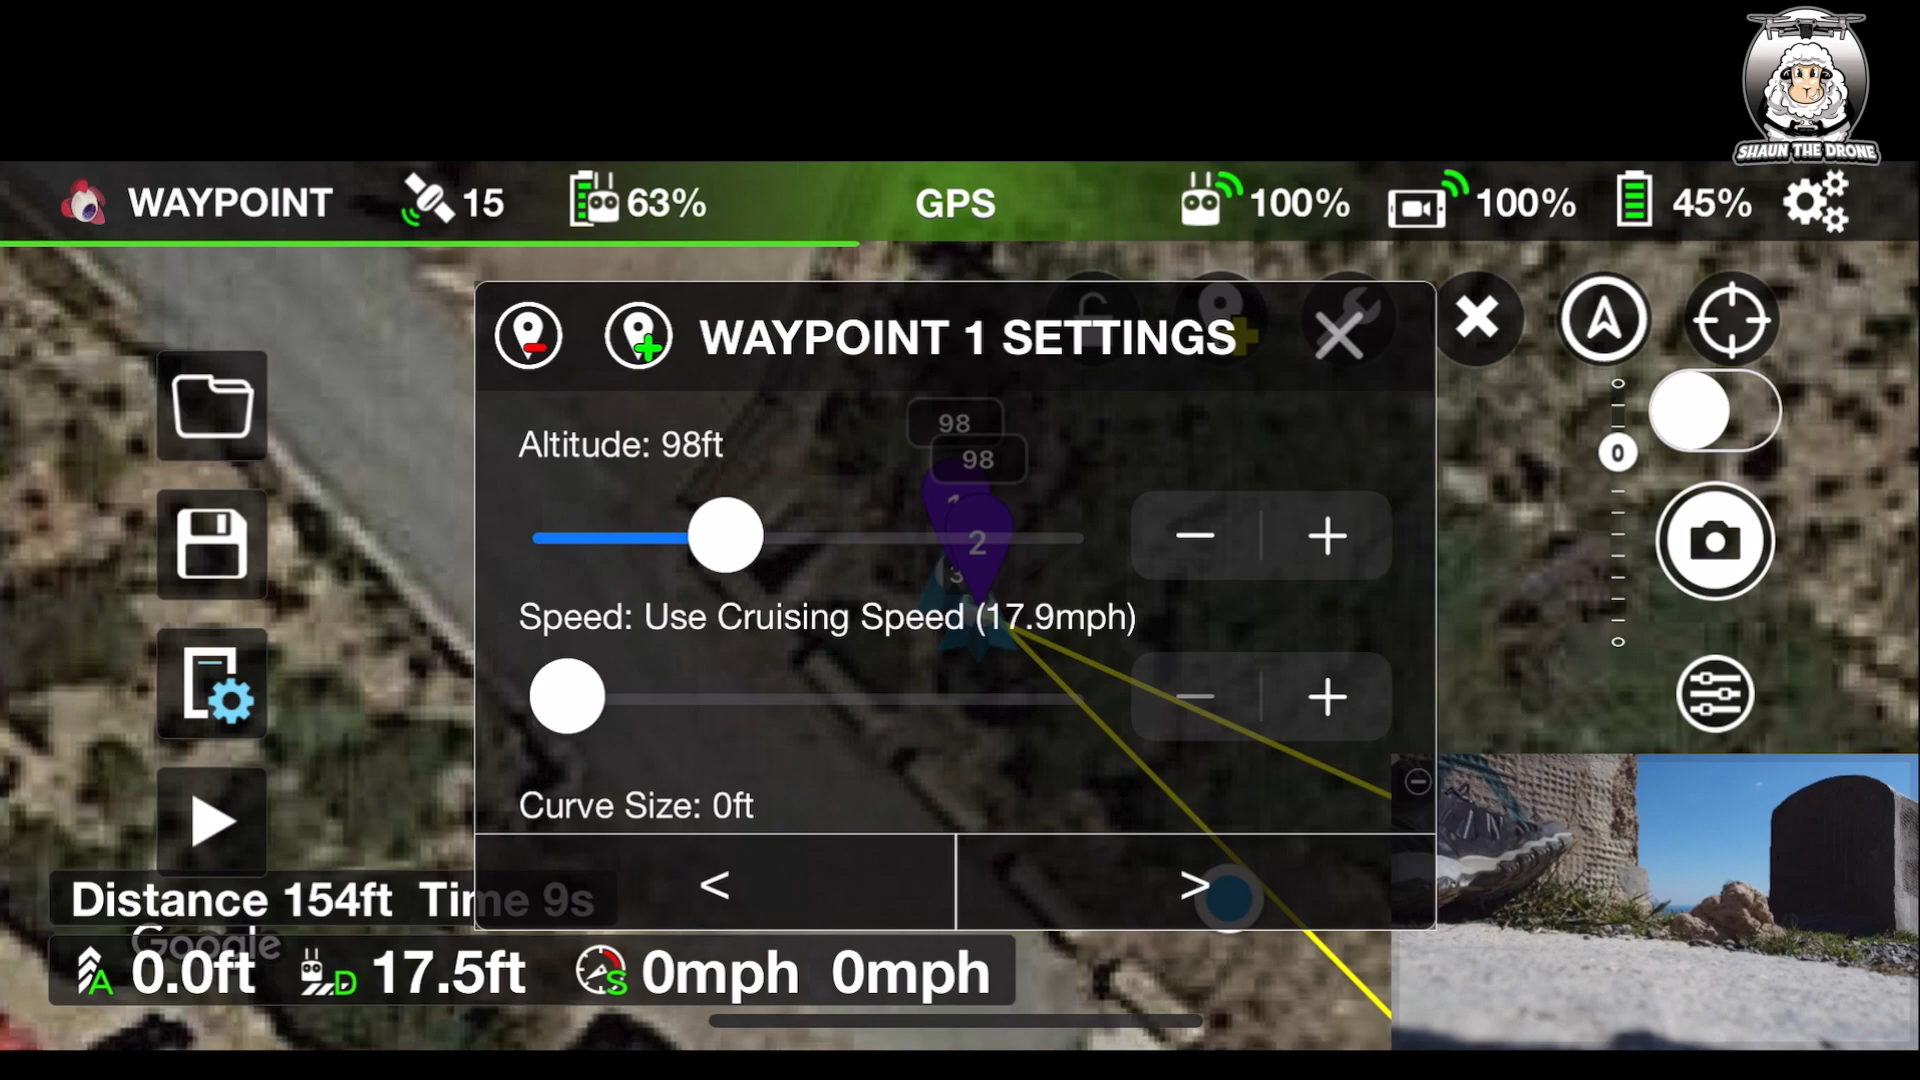 SHAUN THE DRONE
WAYPOINT 15 63% GPS 100% 100% 45%
WAYPOINT 1 SETTINGS
98
Altitude: 98ft
98
0
1
2
3
Speed: Use Cruising Speed (17.9mph)
Curve Size: 0ft
< >
Distance 154ft Time 9s
Google
A 0.0ft D 17.5ft S 0mph 0mph